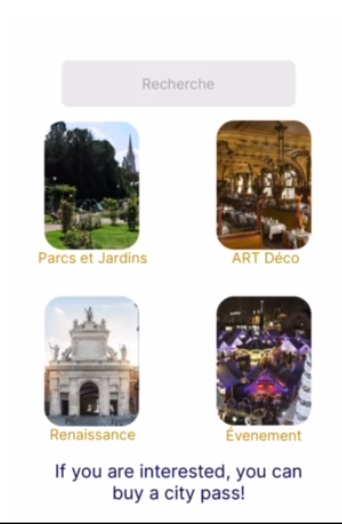 Recherche
Parcs et Jardins
ART Déco
Renaissance
Évenement
If you are interested, you can
buy a city pass!